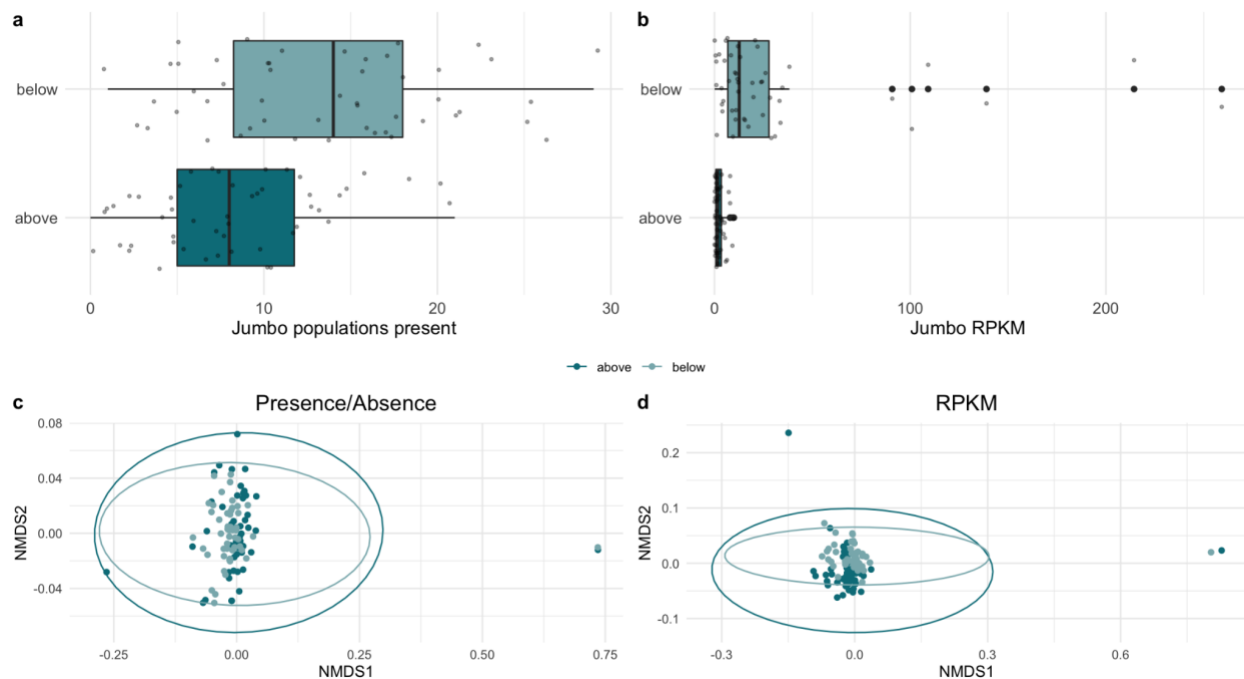 a
below
above
0 10 20 30
Jumbo populations present
b
below
above
0 100 200
Jumbo RPKM
above below
c
Presence/Absence
NMDS2
0.08
0.04
0.00
-0.04
-0.25 0.00 0.25 0.50 0.75
NMDS1
d
RPKM
NMDS2
0.2
0.1
0.0
-0.1
-0.3 0.0 0.3 0.6
NMDS1